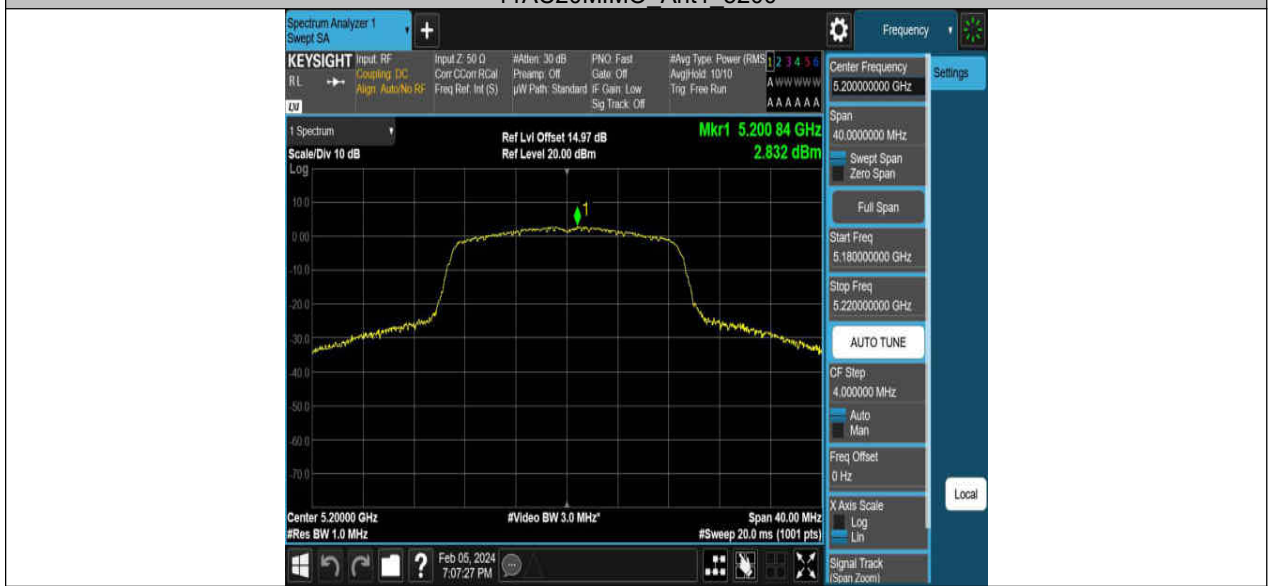 11AC20MIMO_Ant1_5200
Spectrum Analyzer 1
Swept SA
+
Frequency
KEYSIGHT
RL
LXI
Input: RF
Coupling: DC
Align: Auto/No RF
Input Z: 50 Ω
Corr CCorr RCal
Freq Ref: Int (S)
#Atten: 30 dB
Preamp: Off
µW Path: Standard
PNO: Fast
Gate: Off
IF Gain: Low
Sig Track: Off
#Avg Type: Power (RMS
Avg|Hold: 10/10
Trig: Free Run
1 2 3 4 5 6
A W W W W W
A A A A A A
1 Spectrum
Scale/Div 10 dB
Log
Ref Lvl Offset 14.97 dB
Ref Level 20.00 dBm
Mkr1 5.200 84 GHz
2.832 dBm
1
10.0
0.00
-10.0
-20.0
-30.0
-40.0
-50.0
-60.0
-70.0
Center 5.20000 GHz
#Res BW 1.0 MHz
#Video BW 3.0 MHz*
Span 40.00 MHz
#Sweep 20.0 ms (1001 pts)
Feb 05, 2024
7:07:27 PM
?
Center Frequency
5.200000000 GHz
Settings
Span
40.0000000 MHz
Swept Span
Zero Span
Full Span
Start Freq
5.180000000 GHz
Stop Freq
5.220000000 GHz
AUTO TUNE
CF Step
4.000000 MHz
Auto
Man
Freq Offset
0 Hz
X Axis Scale
Log
Lin
Local
Signal Track
(Span Zoom)